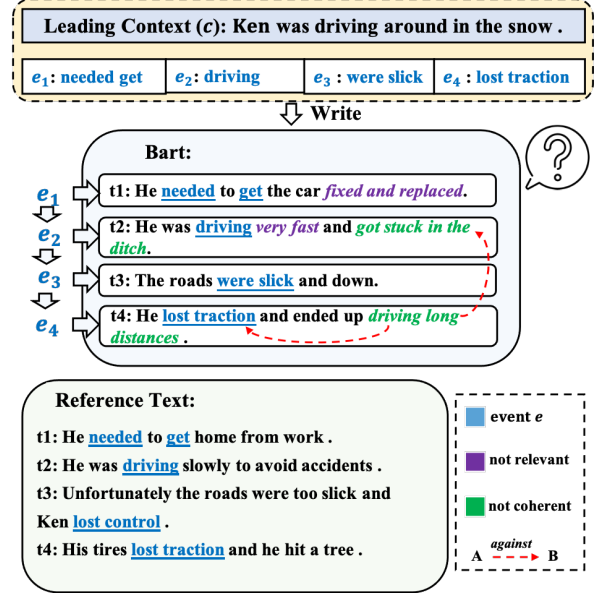 Leading Context (c): Ken was driving around in the snow .
e1: needed get
e2: driving
e3 : were slick
e4 : lost traction
Write
?
Bart:
e1
t1: He needed to get the car fixed and replaced.
e2
t2: He was driving very fast and got stuck in the
ditch.
e3
t3: The roads were slick and down.
e4
t4: He lost traction and ended up driving long
distances .
Reference Text:
t1: He needed to get home from work .
t2: He was driving slowly to avoid accidents .
t3: Unfortunately the roads were too slick and
Ken lost control .
t4: His tires lost traction and he hit a tree .
event e
not relevant
not coherent
against
A B